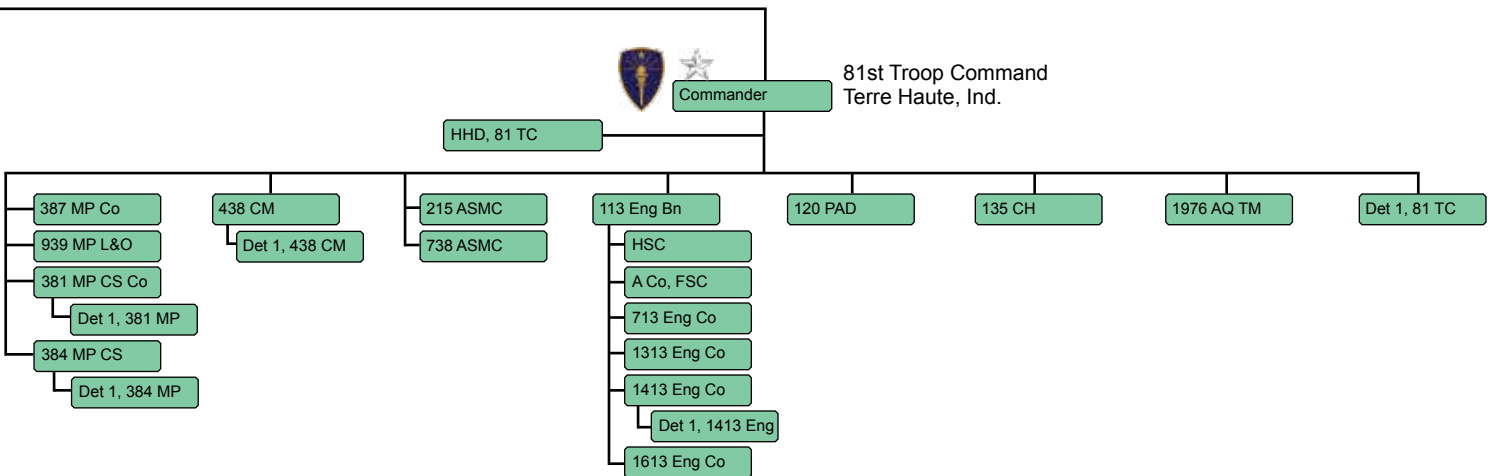 81st Troop Command
Terre Haute, Ind.
Commander
HHD, 81 TC
387 MP Co
939 MP L&O
381 MP CS Co
Det 1, 381 MP
384 MP CS
Det 1, 384 MP
438 CM
Det 1, 438 CM
215 ASMC
738 ASMC
113 Eng Bn
HSC
A Co, FSC
713 Eng Co
1313 Eng Co
1413 Eng Co
Det 1, 1413 Eng
1613 Eng Co
120 PAD
135 CH
1976 AQ TM
Det 1, 81 TC